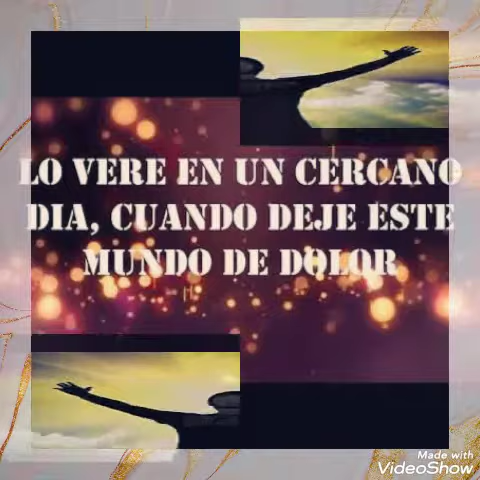 LO VERE EN UN CERCANO
DIA, CUANDO DEJE ESTE
MUNDO DE DOLOR
Made with
VideoShow